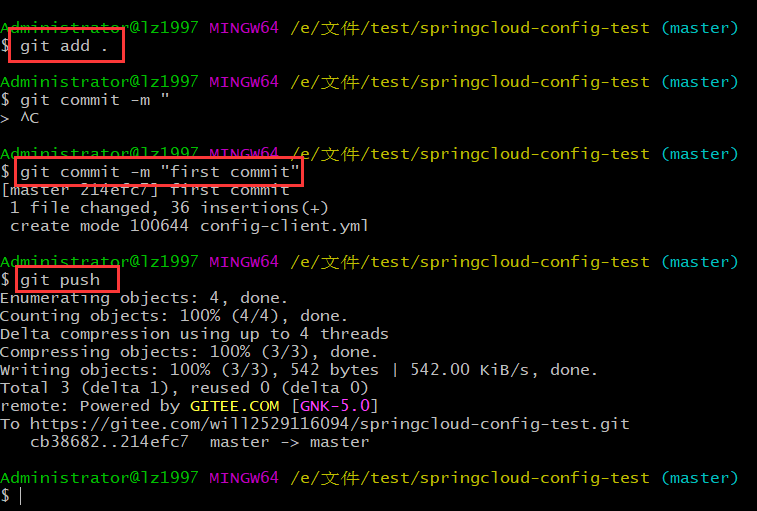 Administrator@lz1997 MINGW64 /e/文件/test/springcloud-config-test (master)
$ git add .
Administrator@lz1997 MINGW64 /e/文件/test/springcloud-config-test (master)
$ git commit -m "
> ^C
Administrator@lz1997 MINGW64 /e/文件/test/springcloud-config-test (master)
$ git commit -m "first commit"
[master 214efc7] first commit
 1 file changed, 36 insertions(+)
 create mode 100644 config-client.yml
Administrator@lz1997 MINGW64 /e/文件/test/springcloud-config-test (master)
$ git push
Enumerating objects: 4, done.
Counting objects: 100% (4/4), done.
Delta compression using up to 4 threads
Compressing objects: 100% (3/3), done.
Writing objects: 100% (3/3), 542 bytes | 542.00 KiB/s, done.
Total 3 (delta 1), reused 0 (delta 0)
remote: Powered by GITEE.COM [GNK-5.0]
To https://gitee.com/will2529116094/springcloud-config-test.git
   cb38682..214efc7  master -> master
Administrator@lz1997 MINGW64 /e/文件/test/springcloud-config-test (master)
$